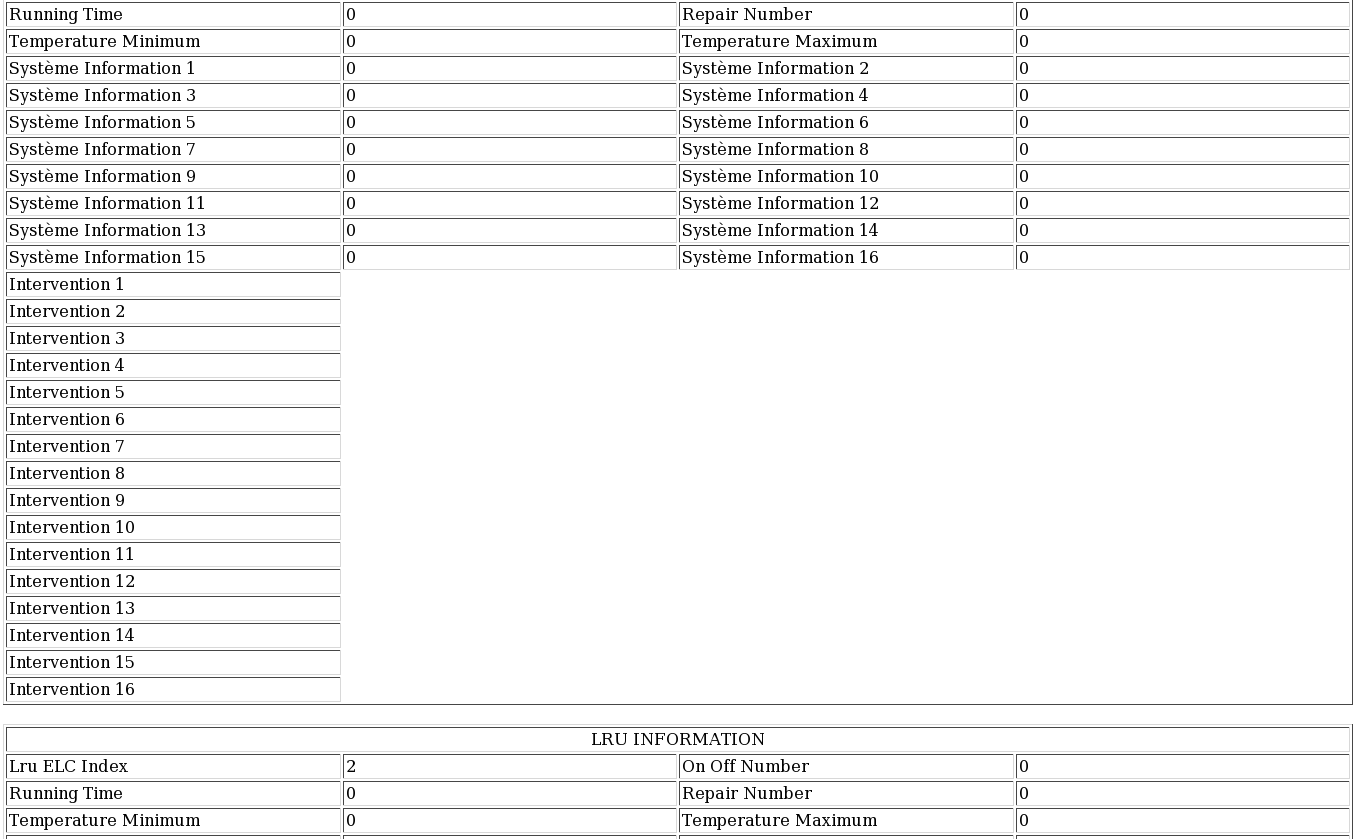 Running Time 0 Repair Number 0
Temperature Minimum 0 Temperature Maximum 0
Système Information 1 0 Système Information 2 0
Système Information 3 0 Système Information 4 0
Système Information 5 0 Système Information 6 0
Système Information 7 0 Système Information 8 0
Système Information 9 0 Système Information 10 0
Système Information 11 0 Système Information 12 0
Système Information 13 0 Système Information 14 0
Système Information 15 0 Système Information 16 0
Intervention 1
Intervention 2
Intervention 3
Intervention 4
Intervention 5
Intervention 6
Intervention 7
Intervention 8
Intervention 9
Intervention 10
Intervention 11
Intervention 12
Intervention 13
Intervention 14
Intervention 15
Intervention 16
LRU INFORMATION
Lru ELC Index 2 On Off Number 0
Running Time 0 Repair Number 0
Temperature Minimum 0 Temperature Maximum 0